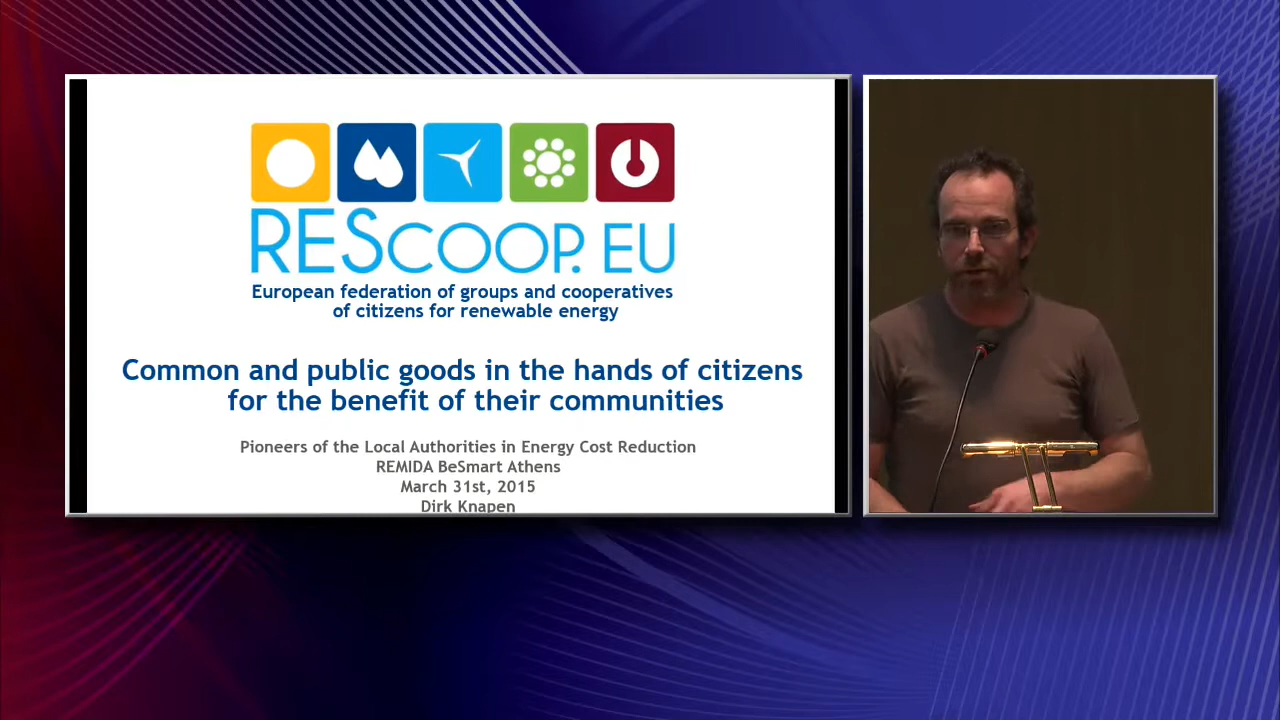 REScoop.EU
European federation of groups and cooperatives
of citizens for renewable energy
Common and public goods in the hands of citizens
for the benefit of their communities
Pioneers of the Local Authorities in Energy Cost Reduction
REMIDA BeSmart Athens
March 31st, 2015
Dirk Knapen